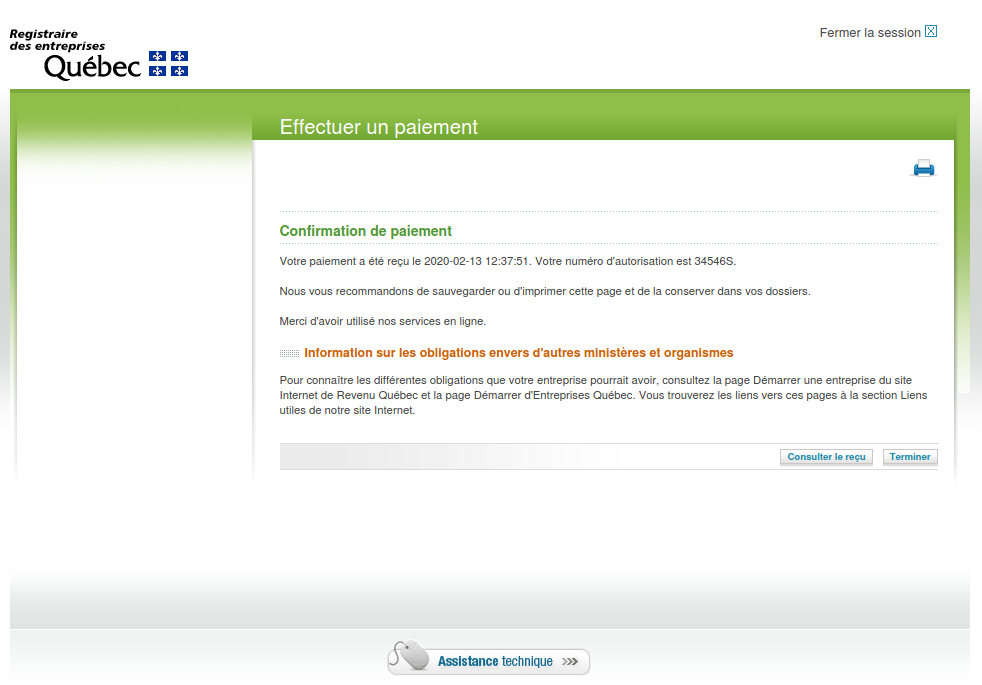 Registraire
des entreprises
Québec
Fermer la session
Effectuer un paiement
Confirmation de paiement
Votre paiement a été reçu le 2020-02-13 12:37:51. Votre numéro d'autorisation est 34546S.
Nous vous recommandons de sauvegarder ou d'imprimer cette page et de la conserver dans vos dossiers.
Merci d'avoir utilisé nos services en ligne.
Information sur les obligations envers d'autres ministères et organismes
Pour connaître les différentes obligations que votre entreprise pourrait avoir, consultez la page Démarrer une entreprise du site
Internet de Revenu Québec et la page Démarrer d'Entreprises Québec. Vous trouverez les liens vers ces pages à la section Liens
utiles de notre site Internet.
Consulter le reçu
Terminer
Assistance technique